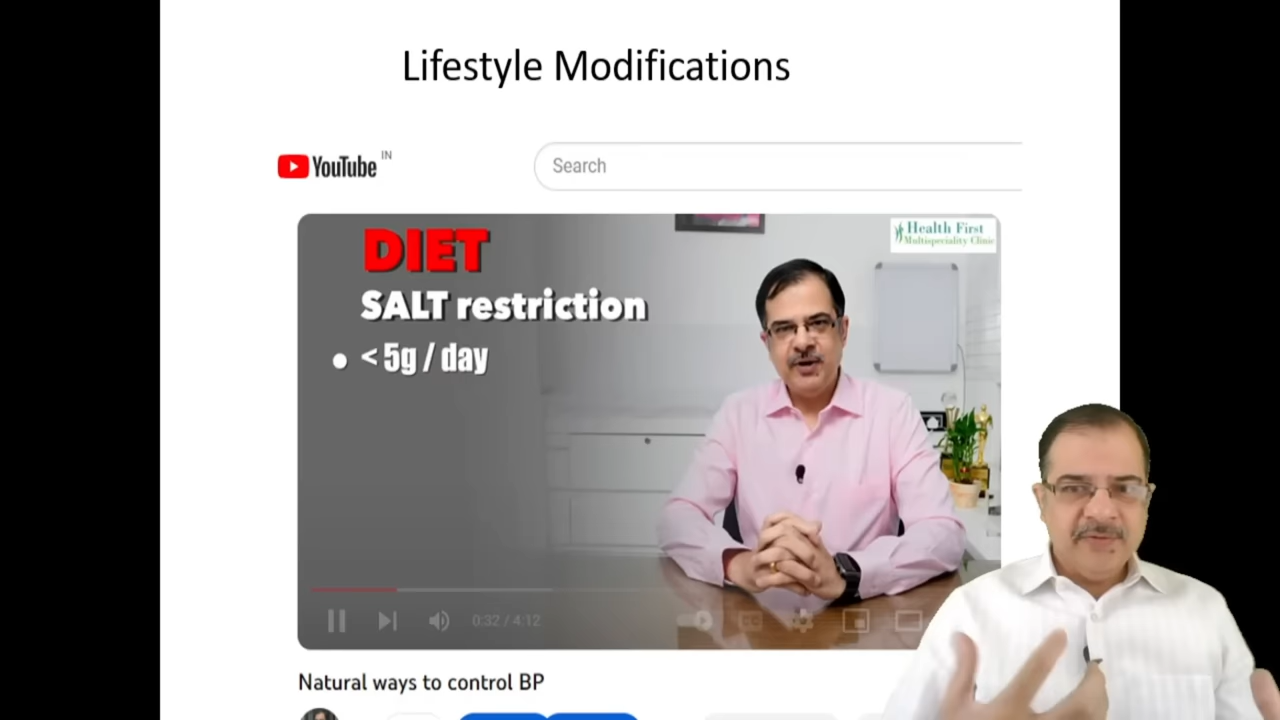 Lifestyle Modifications
YouTube IN
Search
DIET
SALT restriction
< 5g / day
Health First
Multispeciality Clinic
0:32 / 4:12
CC
Natural ways to control BP